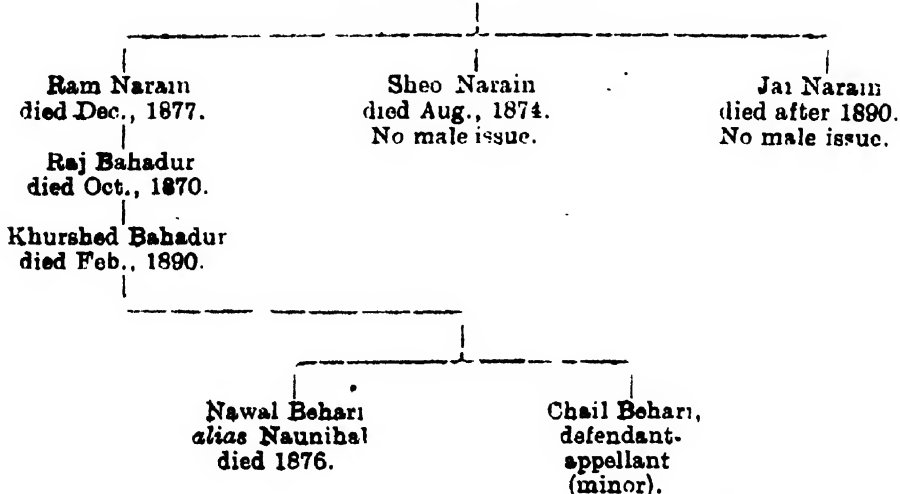 Ram Narain
died Dec., 1877.
Sheo Narain
died Aug., 1874.
No male issue.
Jai Narain
died after 1890.
No male issue.
Raj Bahadur
died Oct., 1870.
Khurshed Bahadur
died Feb., 1890.
Nawal Behari
alias Naunihal
died 1876.
Chail Behari,
defendant-
appellant
(minor).